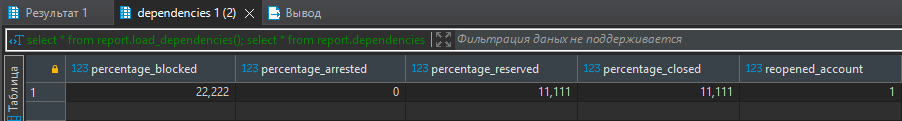 Результат 1 dependencies 1 (2) Вывод
select * from report.load_dependencies(); select * from report.dependencies Фильтрация даных не поддерживается
Таблица
123 percentage_blocked 123 percentage_arrested 123 percentage_reserved 123 percentage_closed 123 reopened_account
1 22,222 0 11,111 11,111 1